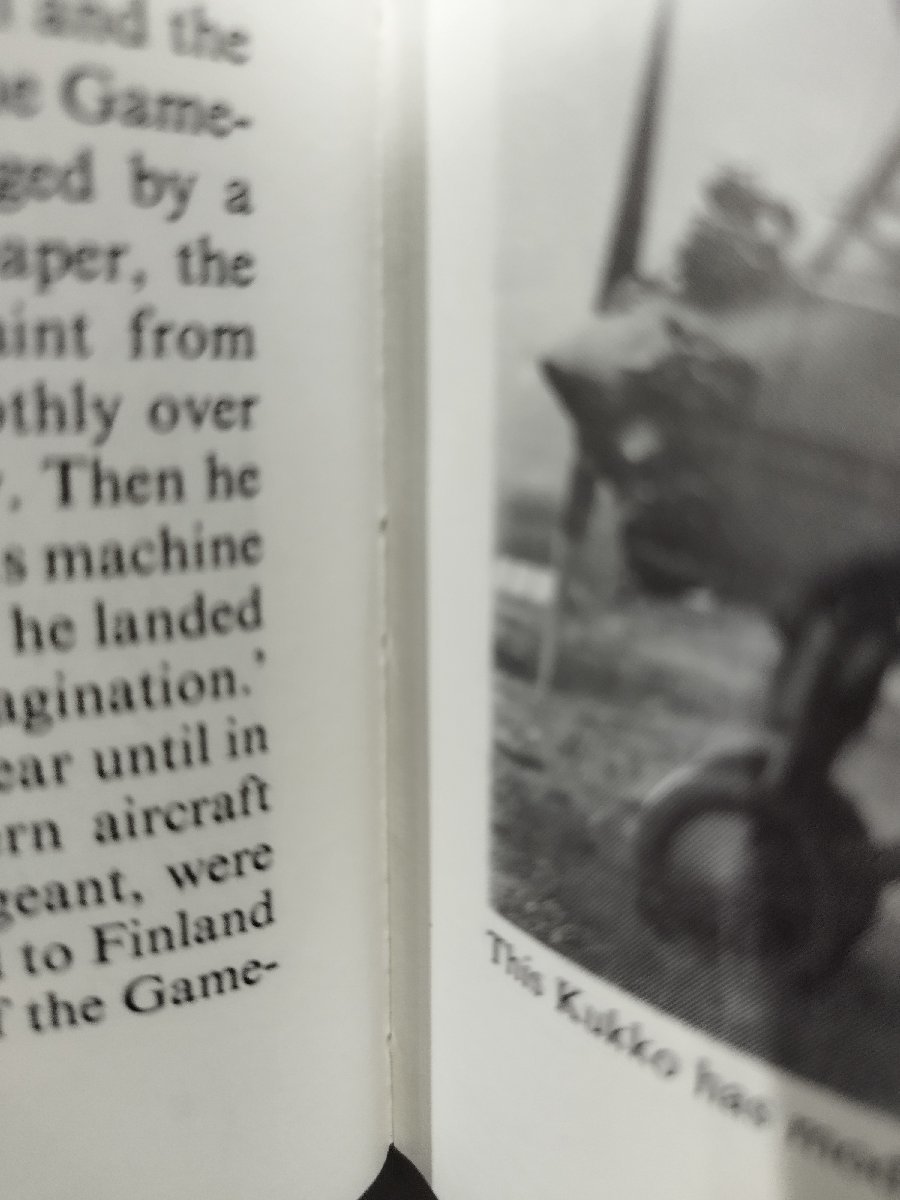 and the
Game-
ged by a
aper, the
int from
othly over
. Then he
s machine
he landed
agination.’
ear until in
rn aircraft
geant, were
to Finland
f the Game-
This Kukko has